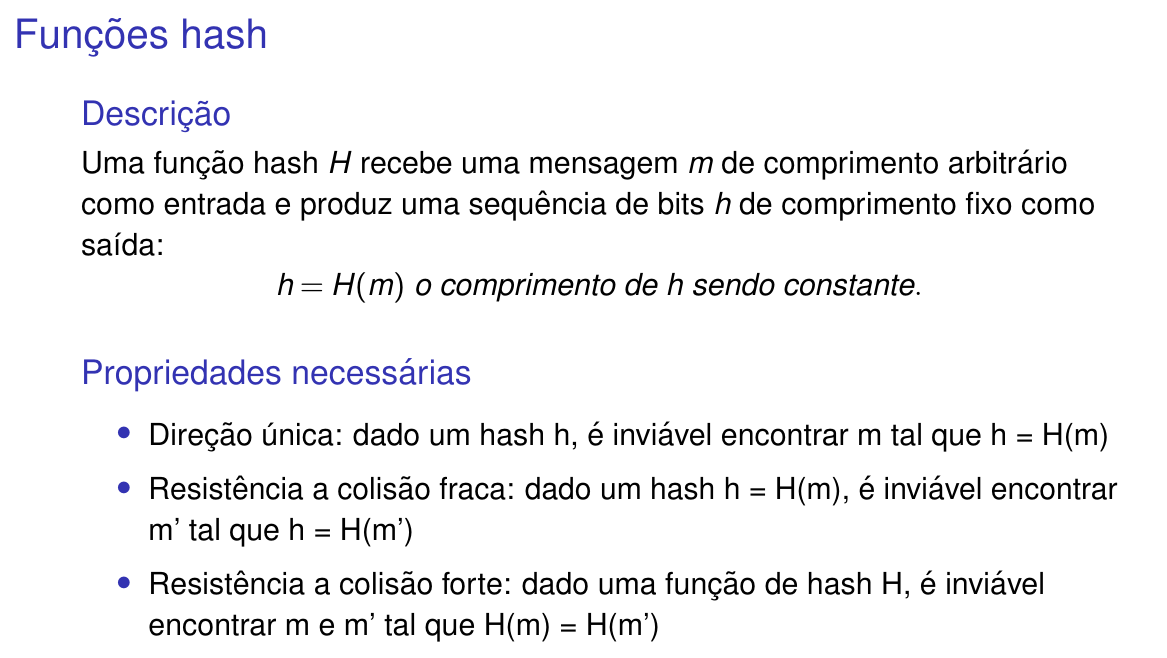 Funções hash
Descrição
Uma função hash H recebe uma mensagem m de comprimento arbitrário
como entrada e produz uma sequência de bits h de comprimento fixo como
saída:
h = H(m) o comprimento de h sendo constante.
Propriedades necessárias
• Direção única: dado um hash h, é inviável encontrar m tal que h = H(m)
• Resistência a colisão fraca: dado um hash h = H(m), é inviável encontrar
m’ tal que h = H(m’)
• Resistência a colisão forte: dado uma função de hash H, é inviável
encontrar m e m’ tal que H(m) = H(m’)